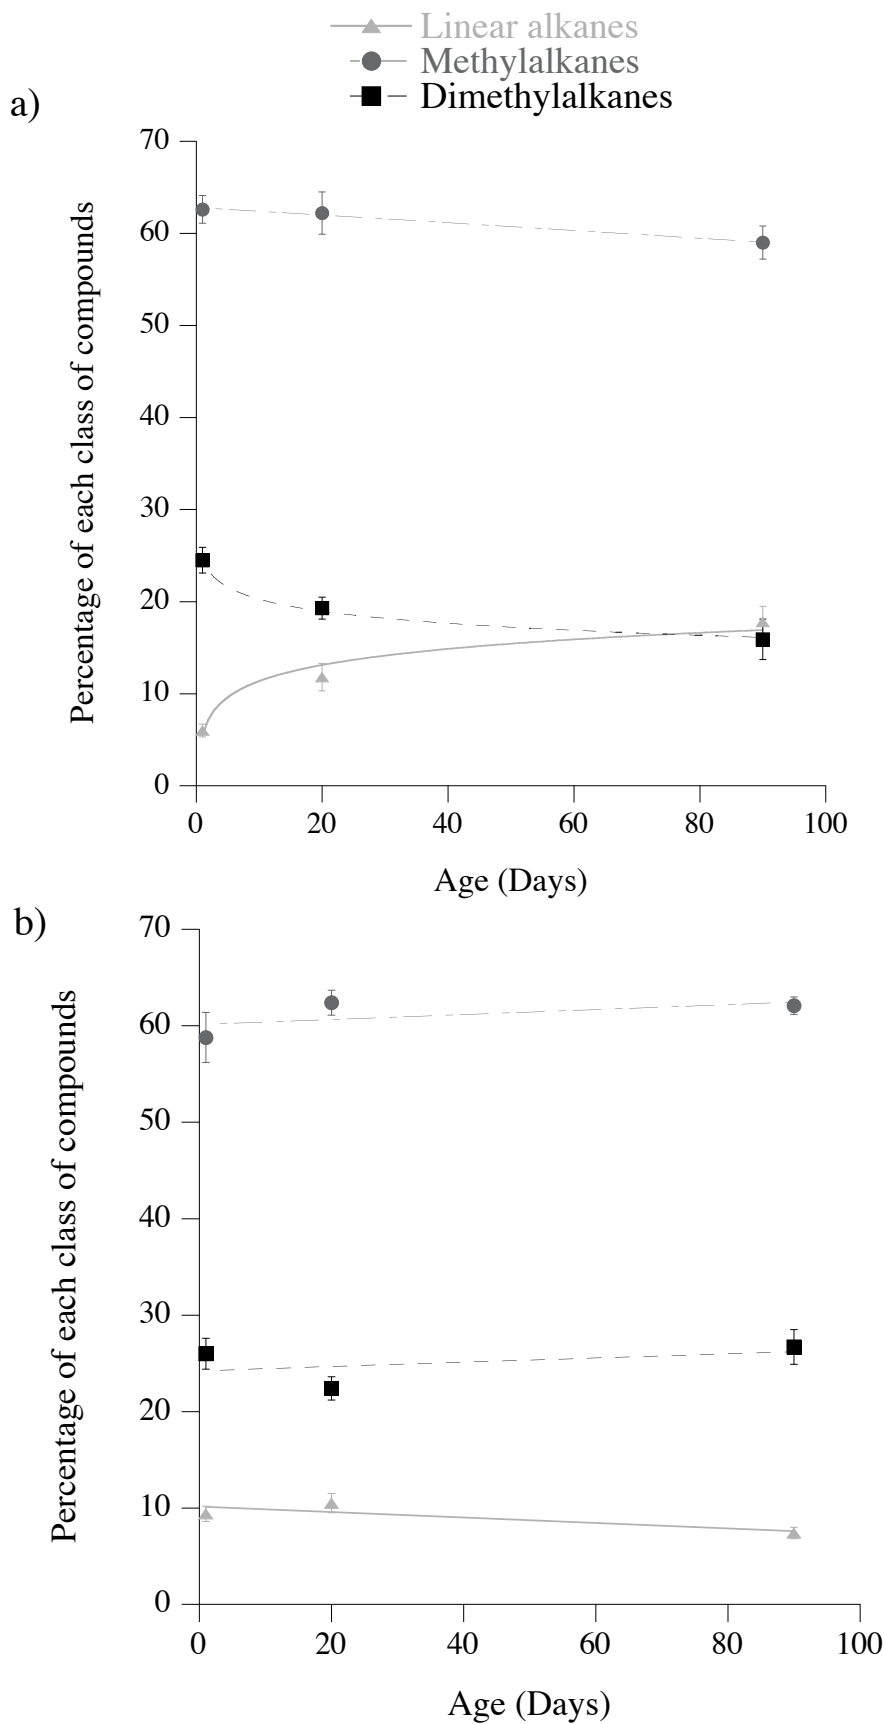 Linear alkanes
Methylalkanes
Dimethylalkanes
a)
70
60
50
40
30
20
10
0
Percentage of each class of compounds
0 20 40 60 80 100
Age (Days)
b)
70
60
50
40
30
20
10
0
Percentage of each class of compounds
0 20 40 60 80 100
Age (Days)